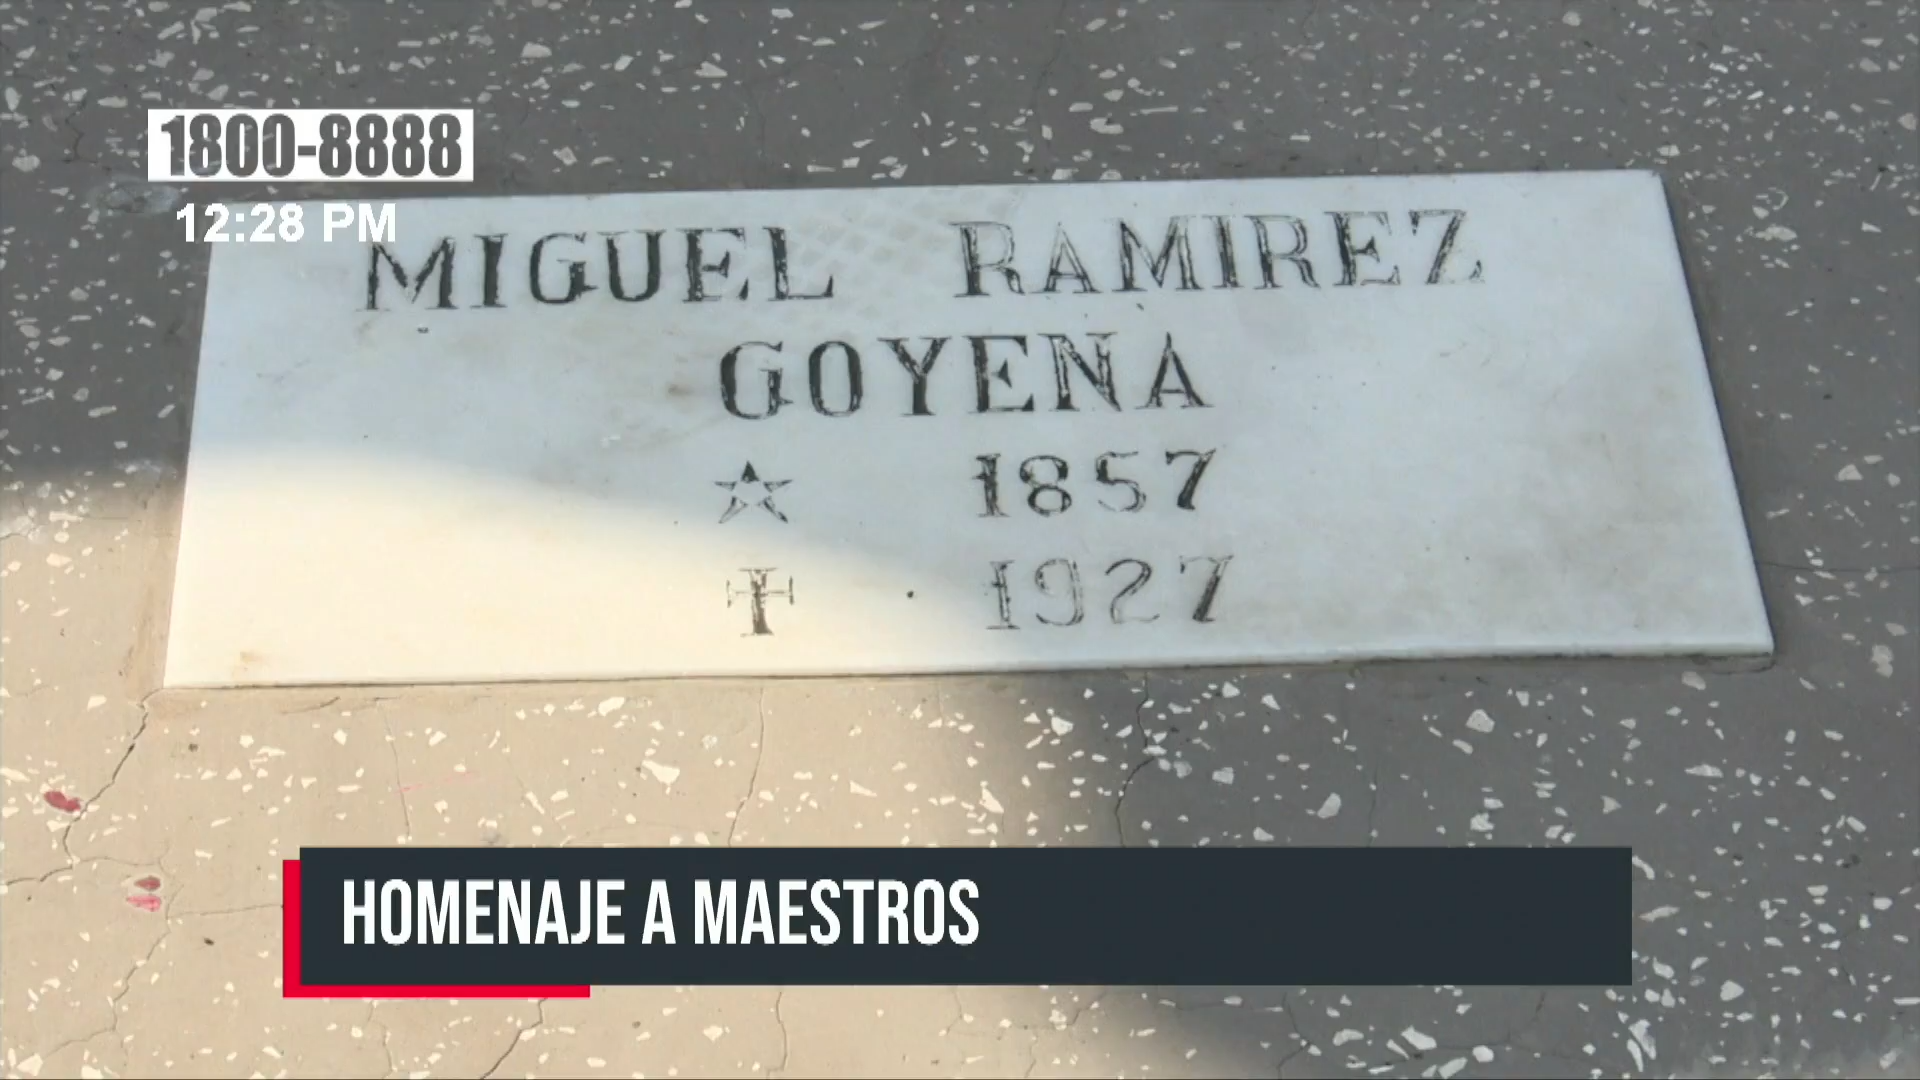 1800-8888
12:28 PM
MIGUEL RAMIREZ
GOYENA
1857
1927
HOMENAJE A MAESTROS